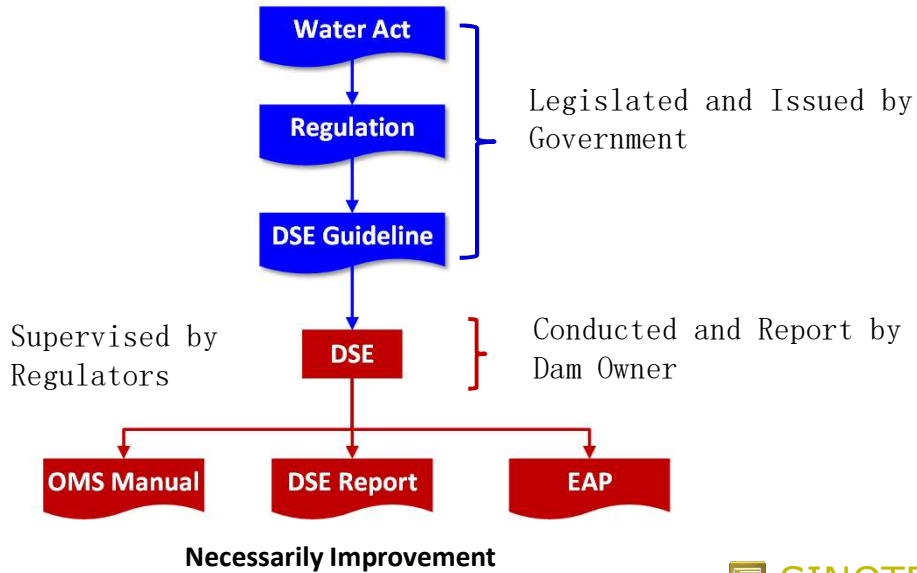 Water Act
Regulation
DSE Guideline
Legislated and Issued by
Government
Supervised by
Regulators
DSE
Conducted and Report by
Dam Owner
OMS Manual
DSE Report
EAP
Necessarily Improvement